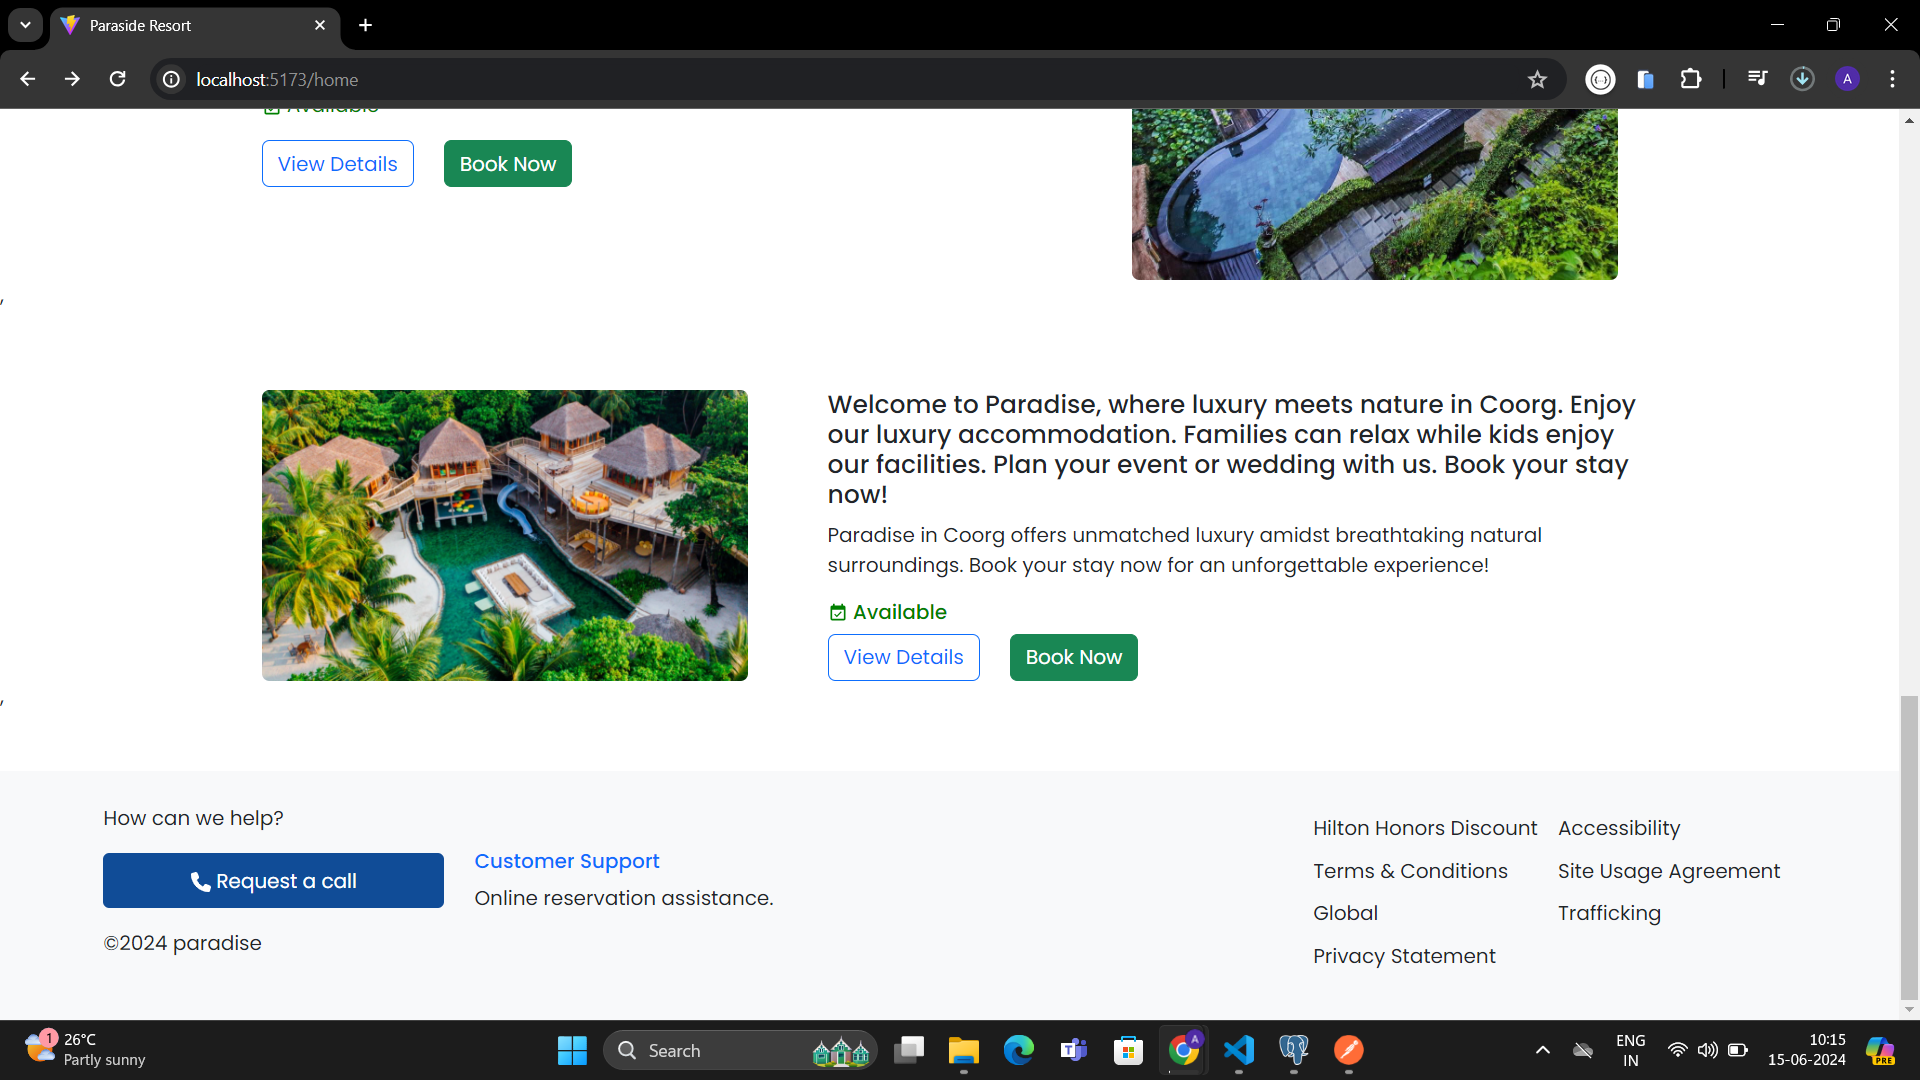 Paraside Resort
localhost:5173/home
A
Available
View Details
Book Now
,
Welcome to Paradise, where luxury meets nature in Coorg. Enjoy
our luxury accommodation. Families can relax while kids enjoy
our facilities. Plan your event or wedding with us. Book your stay
now!
Paradise in Coorg offers unmatched luxury amidst breathtaking natural
surroundings. Book your stay now for an unforgettable experience!
Available
View Details
Book Now
,
How can we help?
Request a call
Customer Support
Online reservation assistance.
©2024 paradise
Hilton Honors Discount
Terms & Conditions
Global
Privacy Statement
Accessibility
Site Usage Agreement
Trafficking
1
26°C
Partly sunny
Search
A
ENG
IN
10:15
15-06-2024
PRE